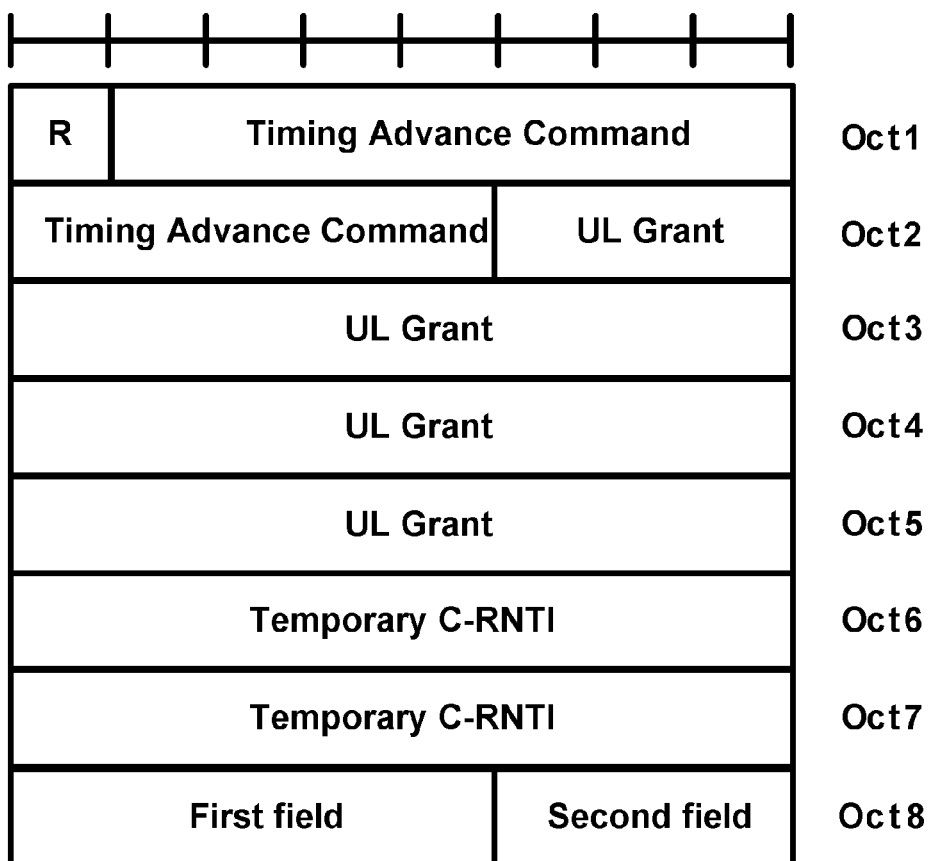 R Timing Advance Command Oct1
Timing Advance Command UL Grant Oct2
UL Grant Oct3
UL Grant Oct4
UL Grant Oct5
Temporary C-RNTI Oct6
Temporary C-RNTI Oct7
First field Second field Oct8